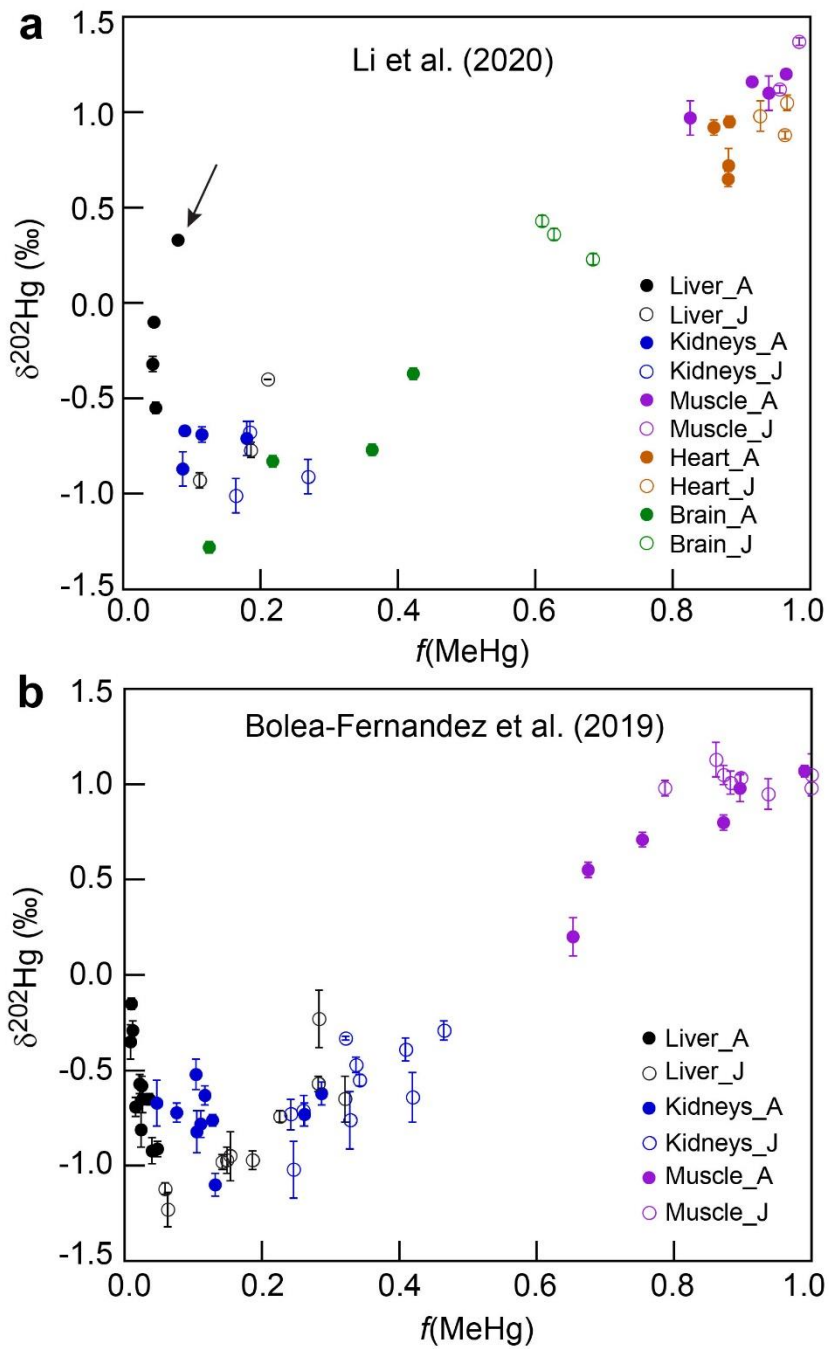 a
Li et al. (2020)
1.5
1.0
0.5
0.0
-0.5
-1.0
-1.5
δ²⁰²Hg (‰)
Liver_A
Liver_J
Kidneys_A
Kidneys_J
Muscle_A
Muscle_J
Heart_A
Heart_J
Brain_A
Brain_J
0.0 0.2 0.4 0.6 0.8 1.0
f(MeHg)
b
Bolea-Fernandez et al. (2019)
1.5
1.0
0.5
0.0
-0.5
-1.0
-1.5
δ²⁰²Hg (‰)
Liver_A
Liver_J
Kidneys_A
Kidneys_J
Muscle_A
Muscle_J
0.0 0.2 0.4 0.6 0.8 1.0
f(MeHg)